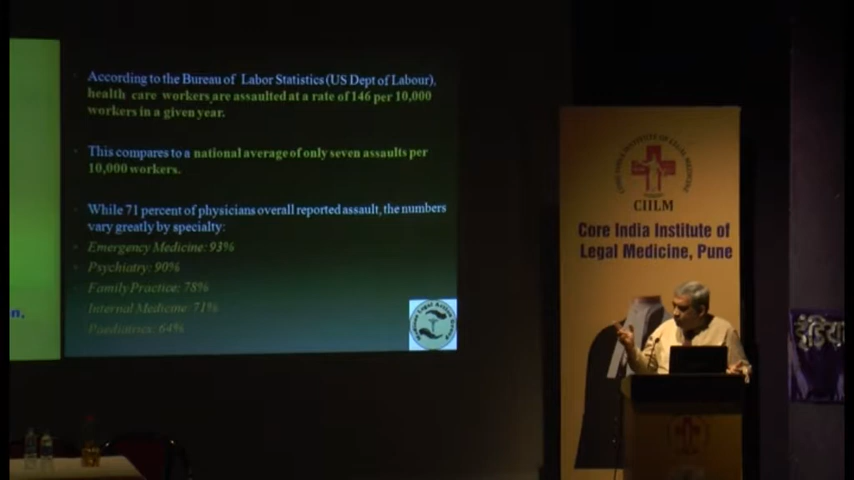 According to the Bureau of Labor Statistics (US Dept of Labour),
health care workers are assaulted at a rate of 146 per 10,000
workers in a given year.
This compares to a national average of only seven assaults per
10,000 workers.
While 71 percent of physicians overall reported assault, the numbers
vary greatly by specialty:
Emergency Medicine: 93%
Psychiatry: 90%
Family Practice: 78%
Internal Medicine: 71%
Paediatrics: 64%
CIILM
Core India Institute of
Legal Medicine, Pune